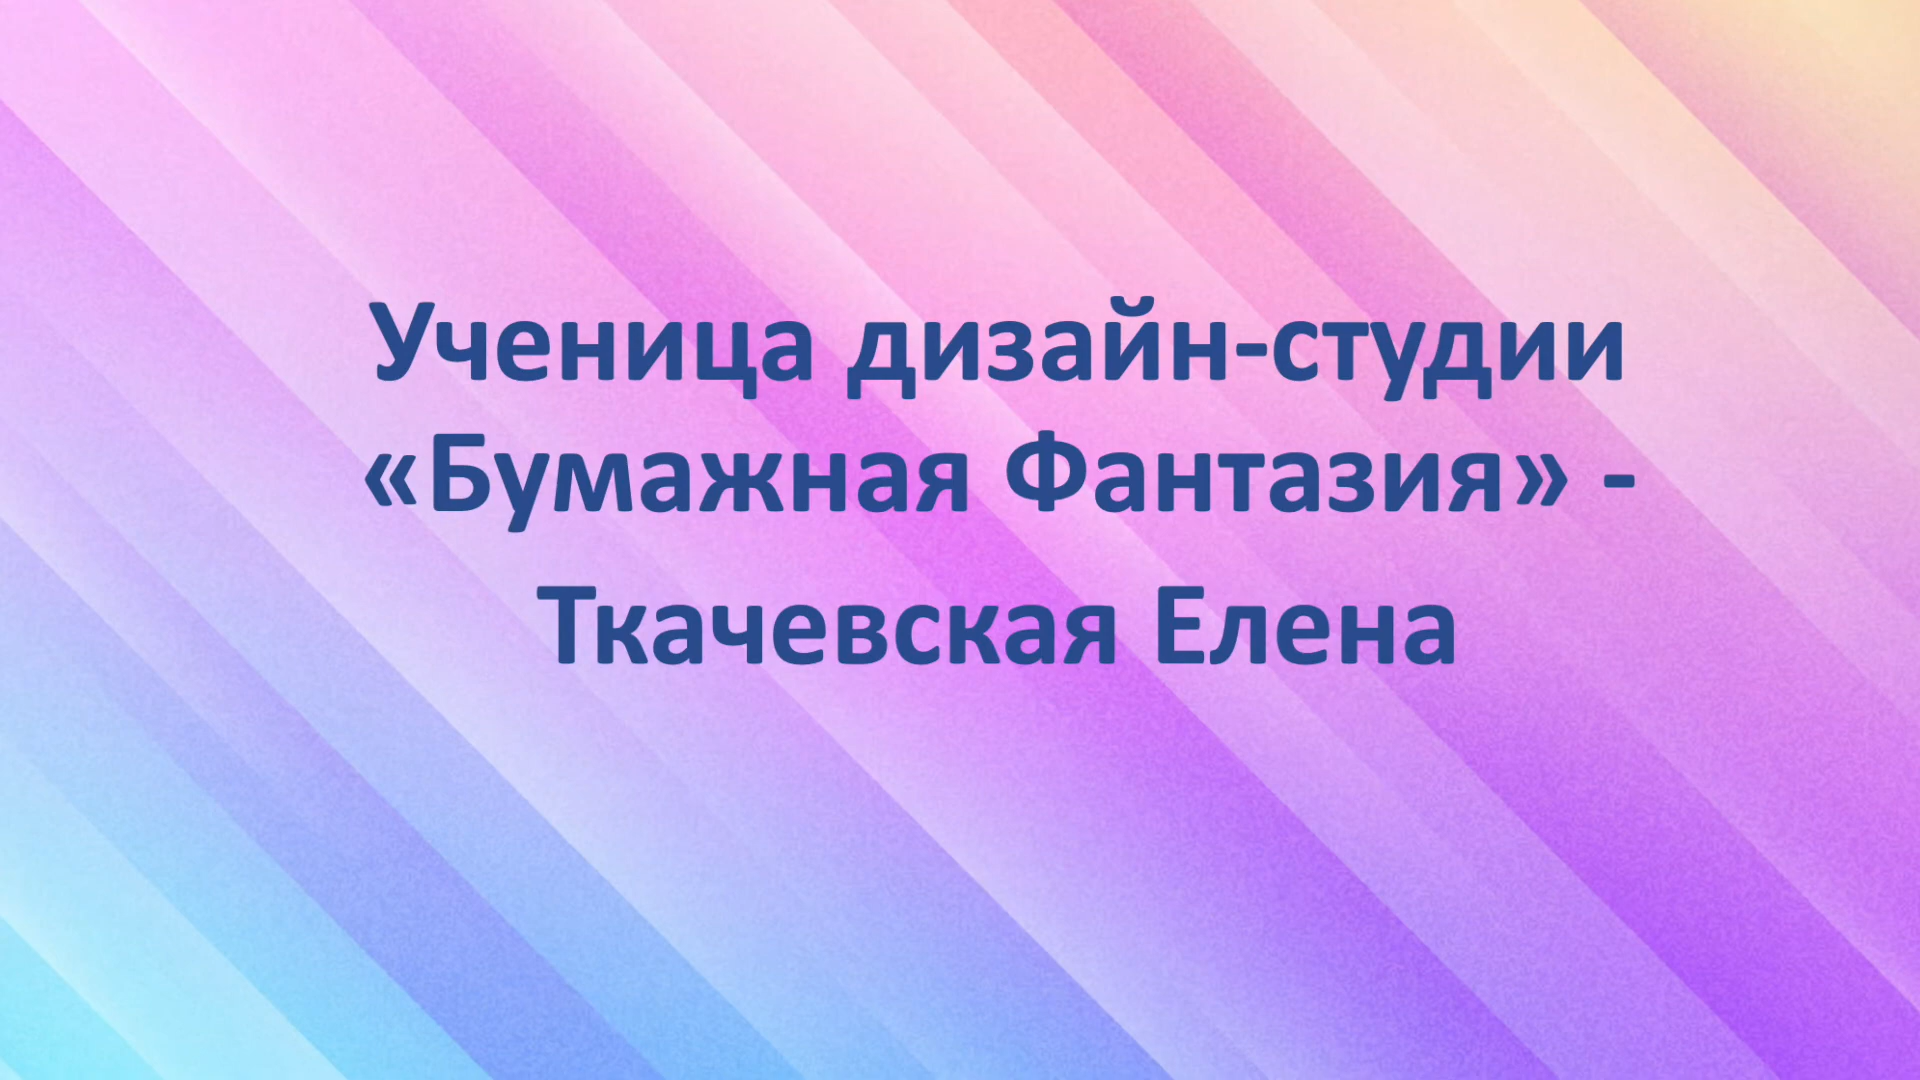 Ученица дизайн-студии
«Бумажная Фантазия» -
Ткачевская Елена